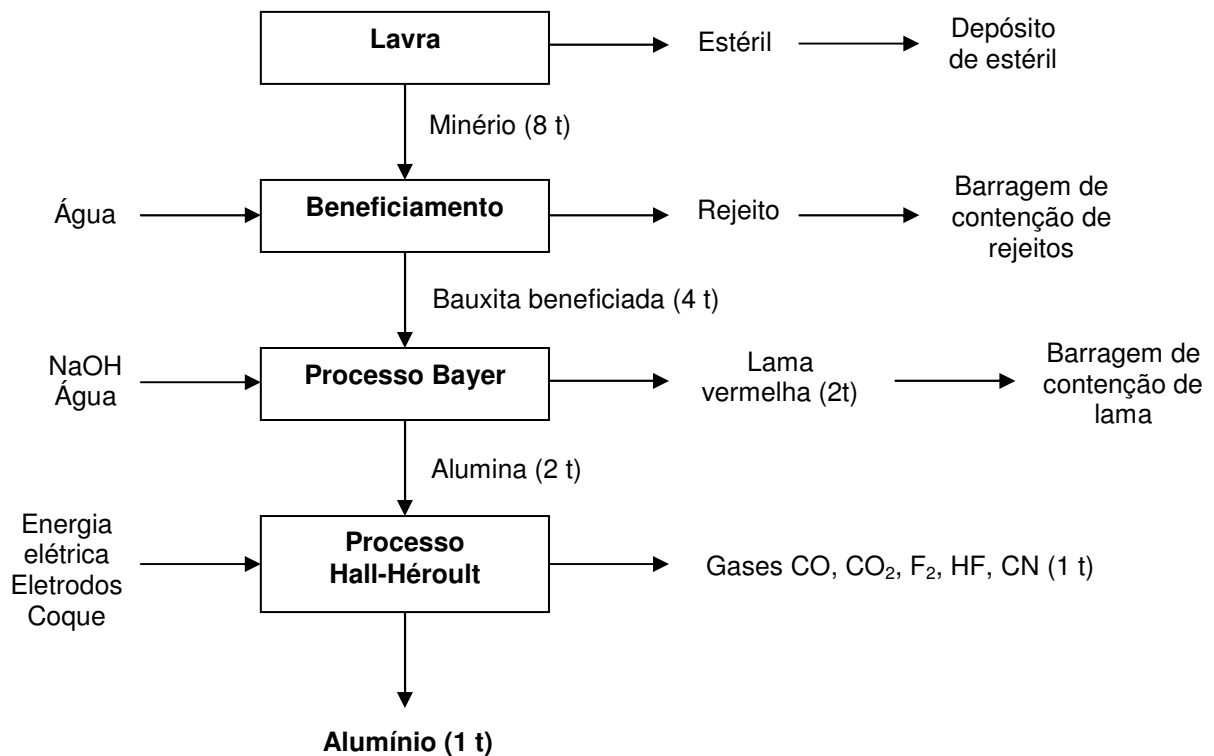 Lavra
Estéril
Depósito
de estéril
Minério (8 t)
Água
Beneficiamento
Rejeito
Barragem de
contenção de
rejeitos
Bauxita beneficiada (4 t)
NaOH
Água
Processo Bayer
Lama
vermelha (2t)
Barragem de
contenção de
lama
Alumina (2 t)
Energia
elétrica
Eletrodos
Coque
Processo
Hall-Héroult
Gases CO, CO₂, F₂, HF, CN (1 t)
Alumínio (1 t)